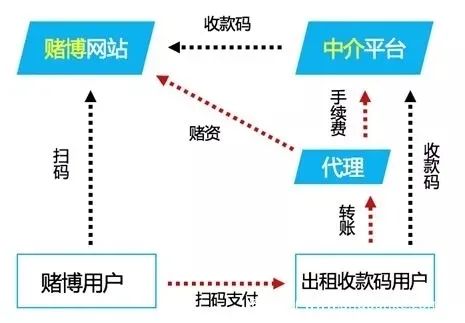 收款码
赌博网站
中介平台
手续费
收款码
赌资
扫码
代理
转账
赌博用户
扫码支付
出租收款码用户